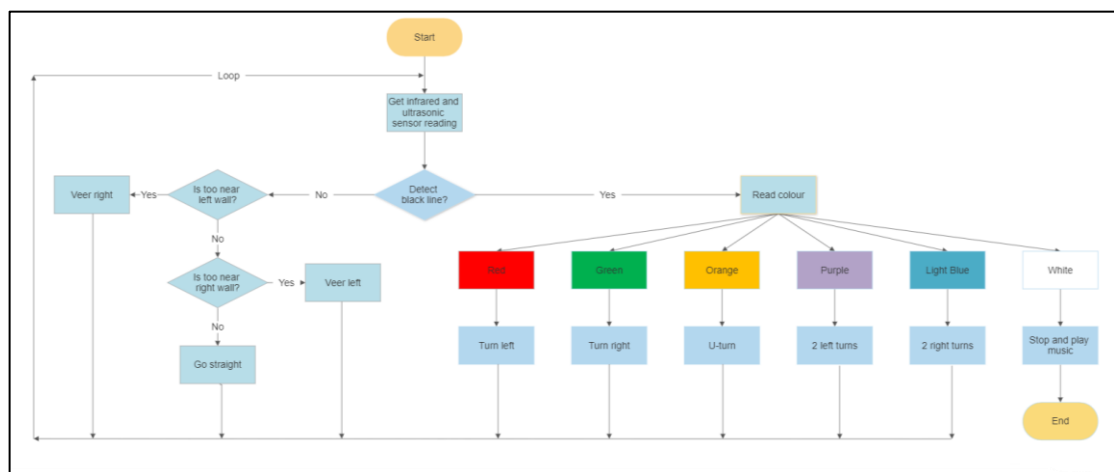 Start
Loop
Get infrared and
ultrasonic
sensor reading
Veer right
Yes
Is too near
left wall?
No
Detect
black line?
Yes
Read colour
No
Is too near
right wall?
Yes
Veer left
Red
Green
Orange
Purple
Light Blue
White
No
Go straight
Turn left
Turn right
U-turn
2 left turns
2 right turns
Stop and play
music
End